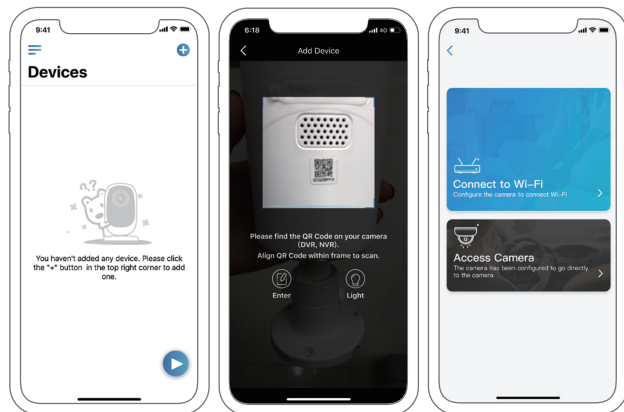 9:41
Devices
??
You haven't added any device. Please click
the "+" button in the top right corner to add
one.
6:18
4G
Add Device
Please find the QR Code on your camera
(DVR, NVR).
Align QR Code within frame to scan.
Enter
Light
9:41
Connect to Wi-Fi
Configure the camera to connect Wi-Fi
Access Camera
The camera has been configured to go directly
to the camera